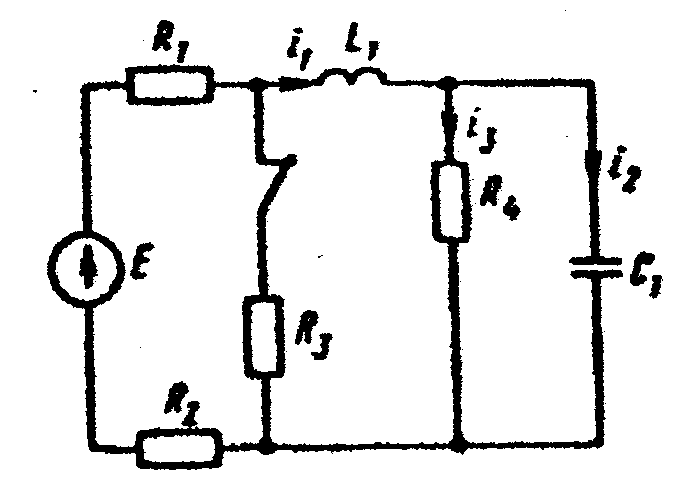 R₁
i₁
L₁
i₃
R₄
i₂
E
C₁
R₃
R₂